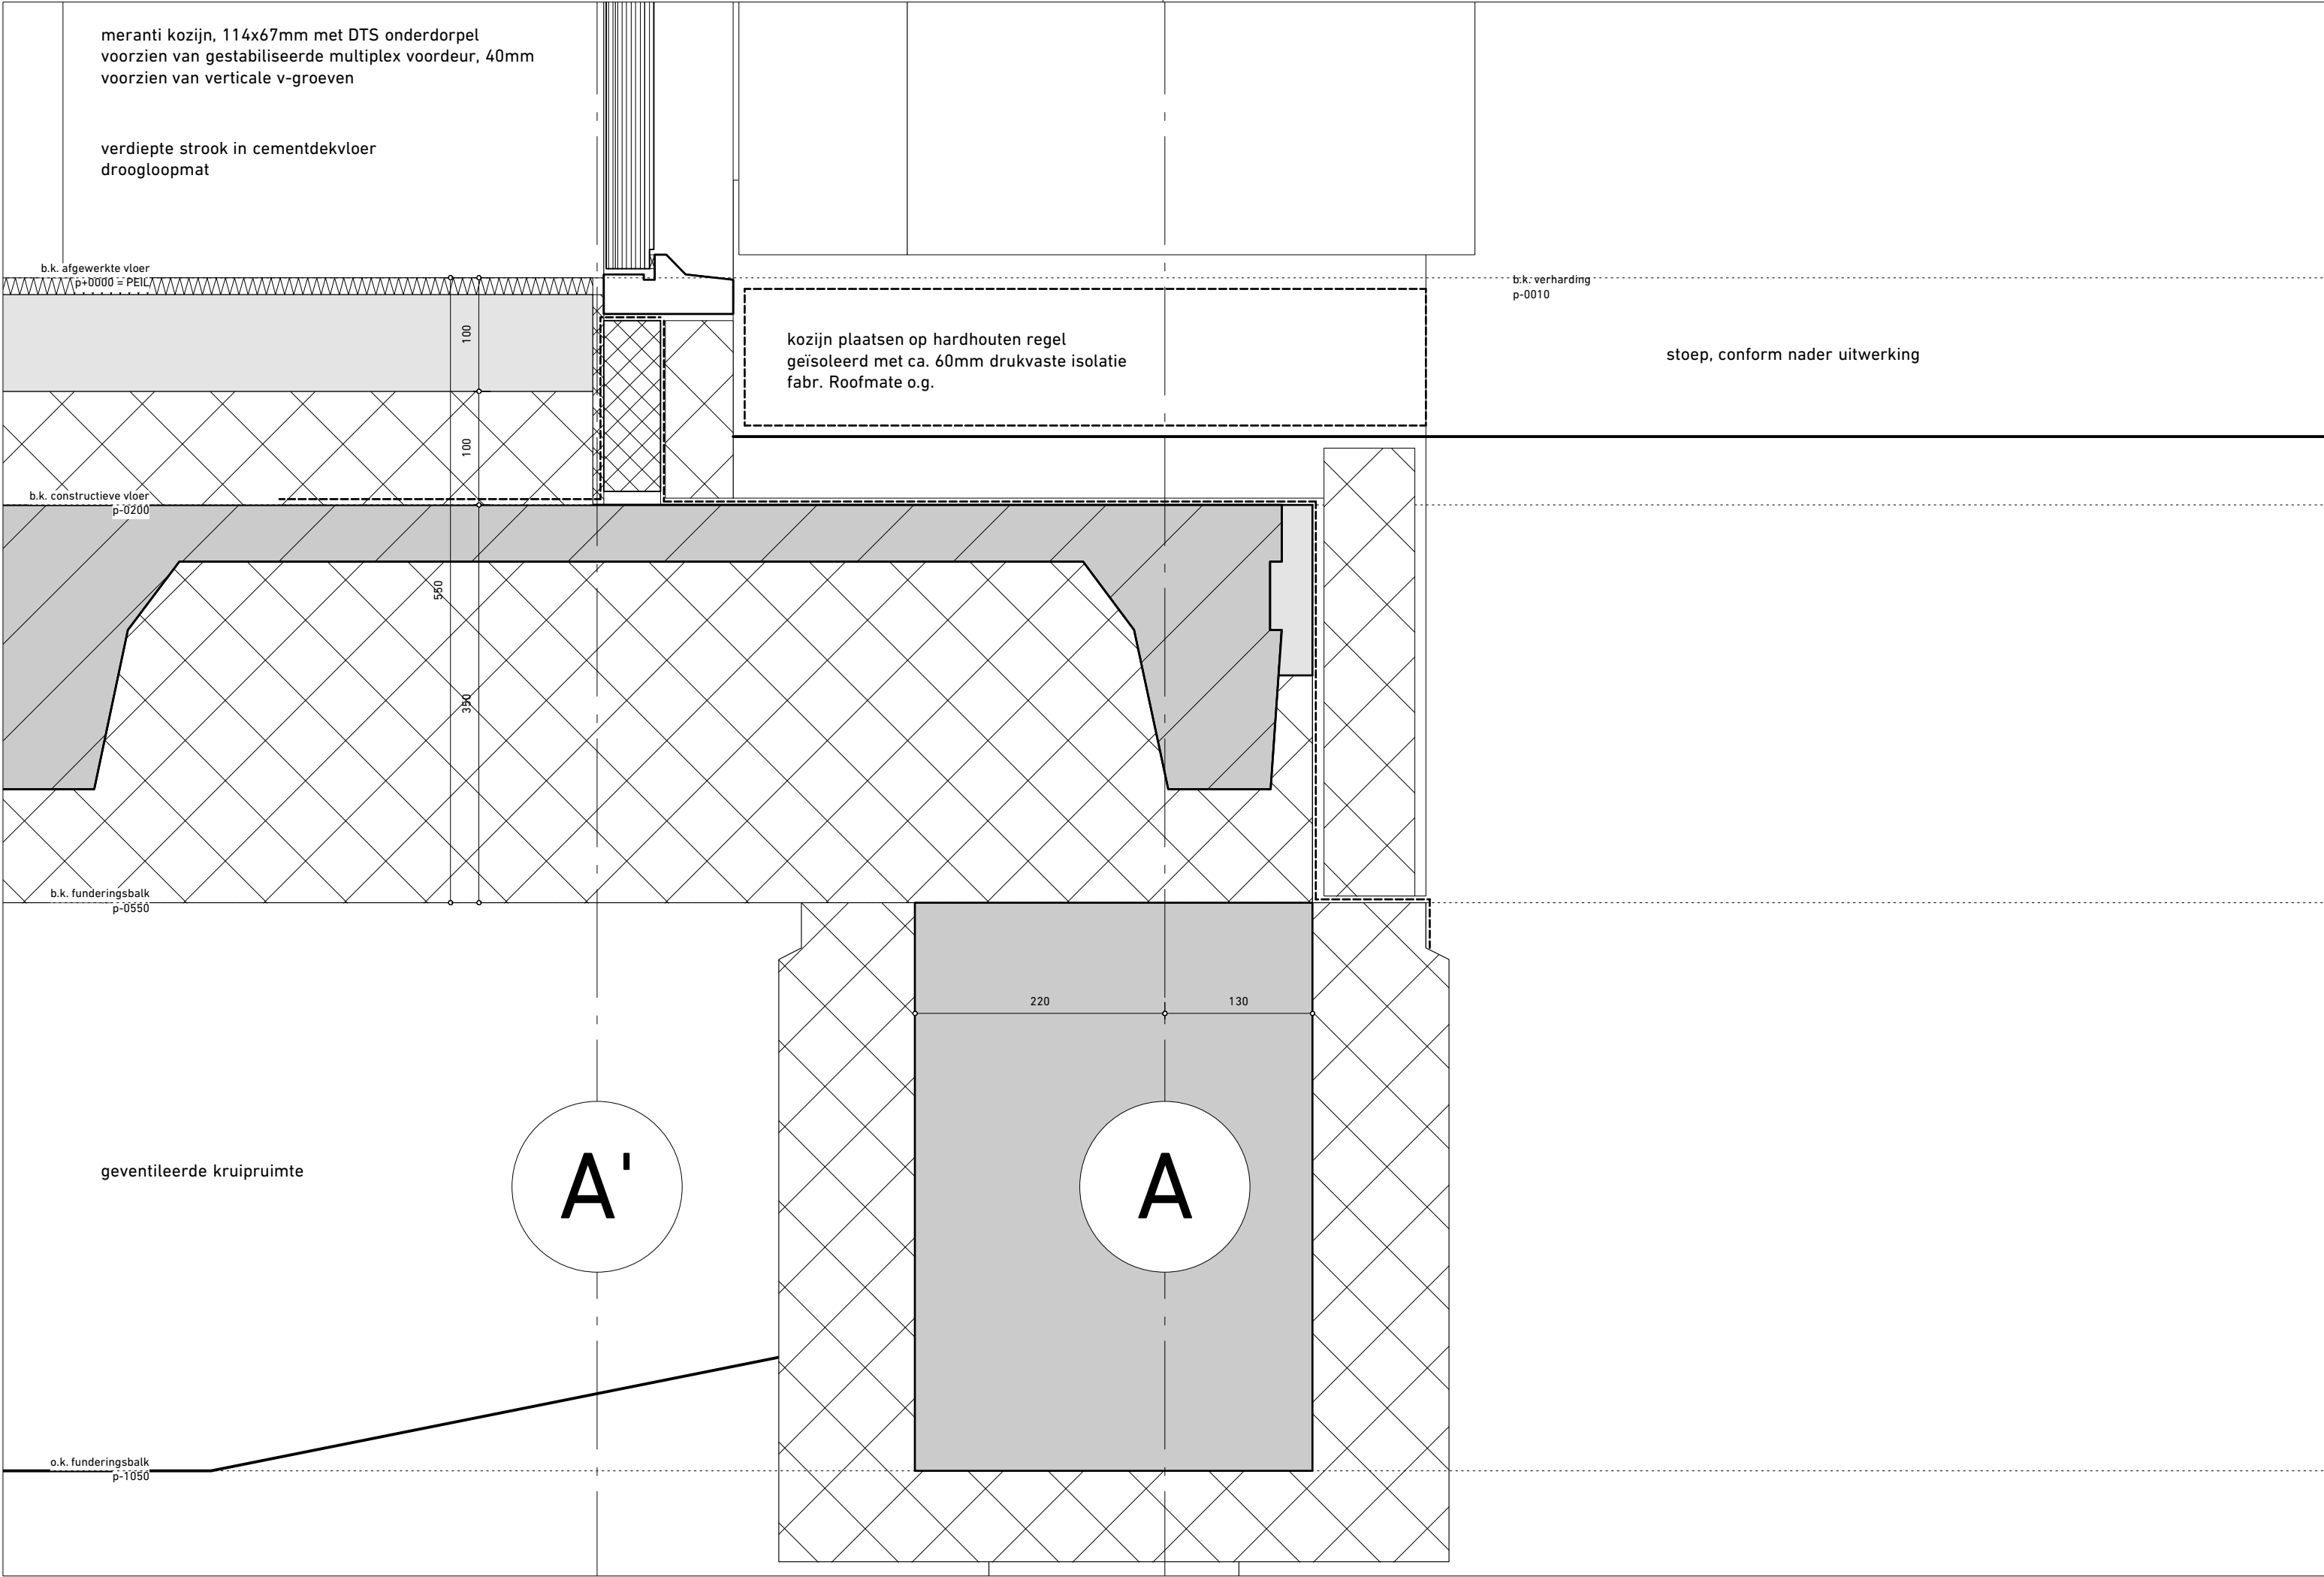 meranti kozijn, 114x67mm met DTS onderdorpel
voorzien van gestabiliseerde multiplex voordeur, 40mm
voorzien van verticale v-groeven
verdiepte strook in cementdekvloer
droogloopmat
b.k. afgewerkte vloer
p+0000 = PEIL
b.k. verharding
p-0010
100
kozijn plaatsen op hardhouten regel
geïsoleerd met ca. 60mm drukvaste isolatie
fabr. Roofmate o.g.
stoep, conform nader uitwerking
100
b.k. constructieve vloer
p-0200
550
350
b.k. funderingsbalk
p-0550
220
130
geventileerde kruipruimte
A'
A
o.k. funderingsbalk
p-1050